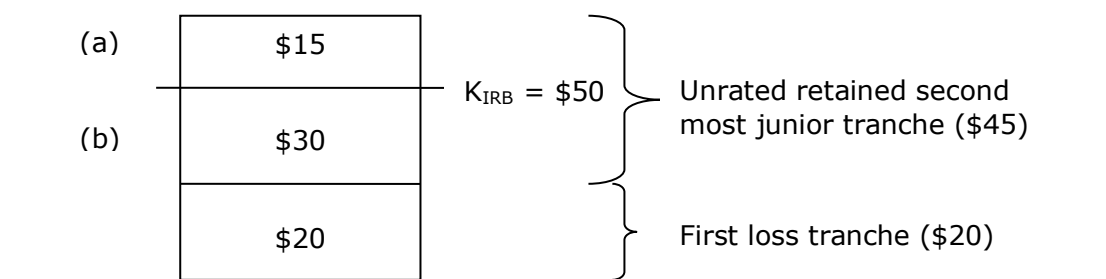 (a)
$15
K_IRB = $50
Unrated retained second
most junior tranche ($45)
(b)
$30
$20
First loss tranche ($20)